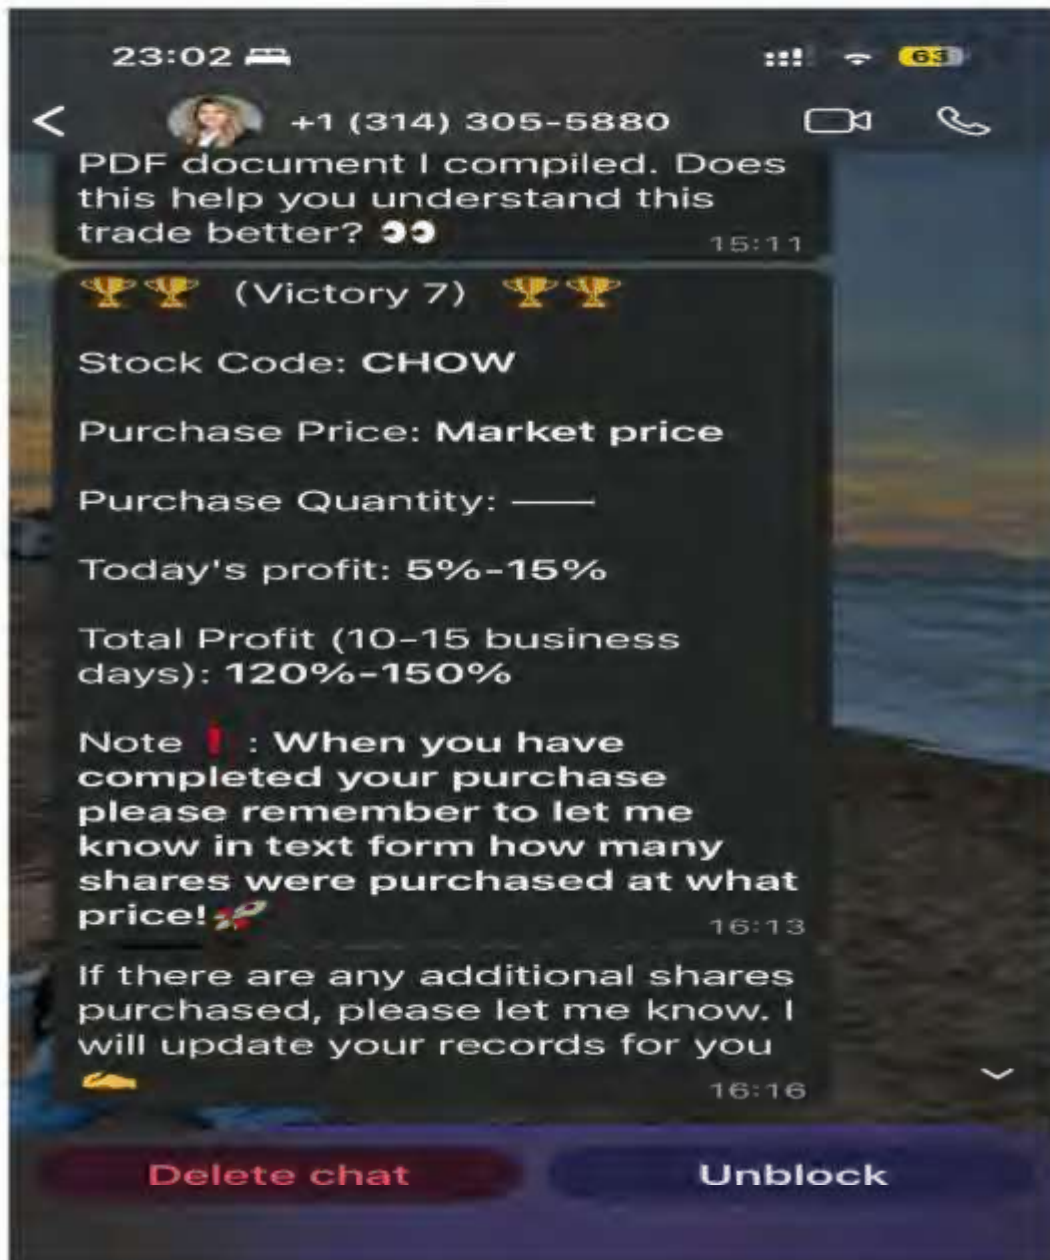 23:02
63
+1 (314) 305-5880
PDF document I compiled. Does
this help you understand this
trade better? 👀
15:11
🏆🏆 (Victory 7) 🏆🏆
Stock Code: CHOW
Purchase Price: Market price
Purchase Quantity: ——
Today's profit: 5%-15%
Total Profit (10-15 business
days): 120%-150%
Note ❗ : When you have
completed your purchase
please remember to let me
know in text form how many
shares were purchased at what
price!🚀
16:13
If there are any additional shares
purchased, please let me know. I
will update your records for you
✍️
16:16
Delete chat
Unblock